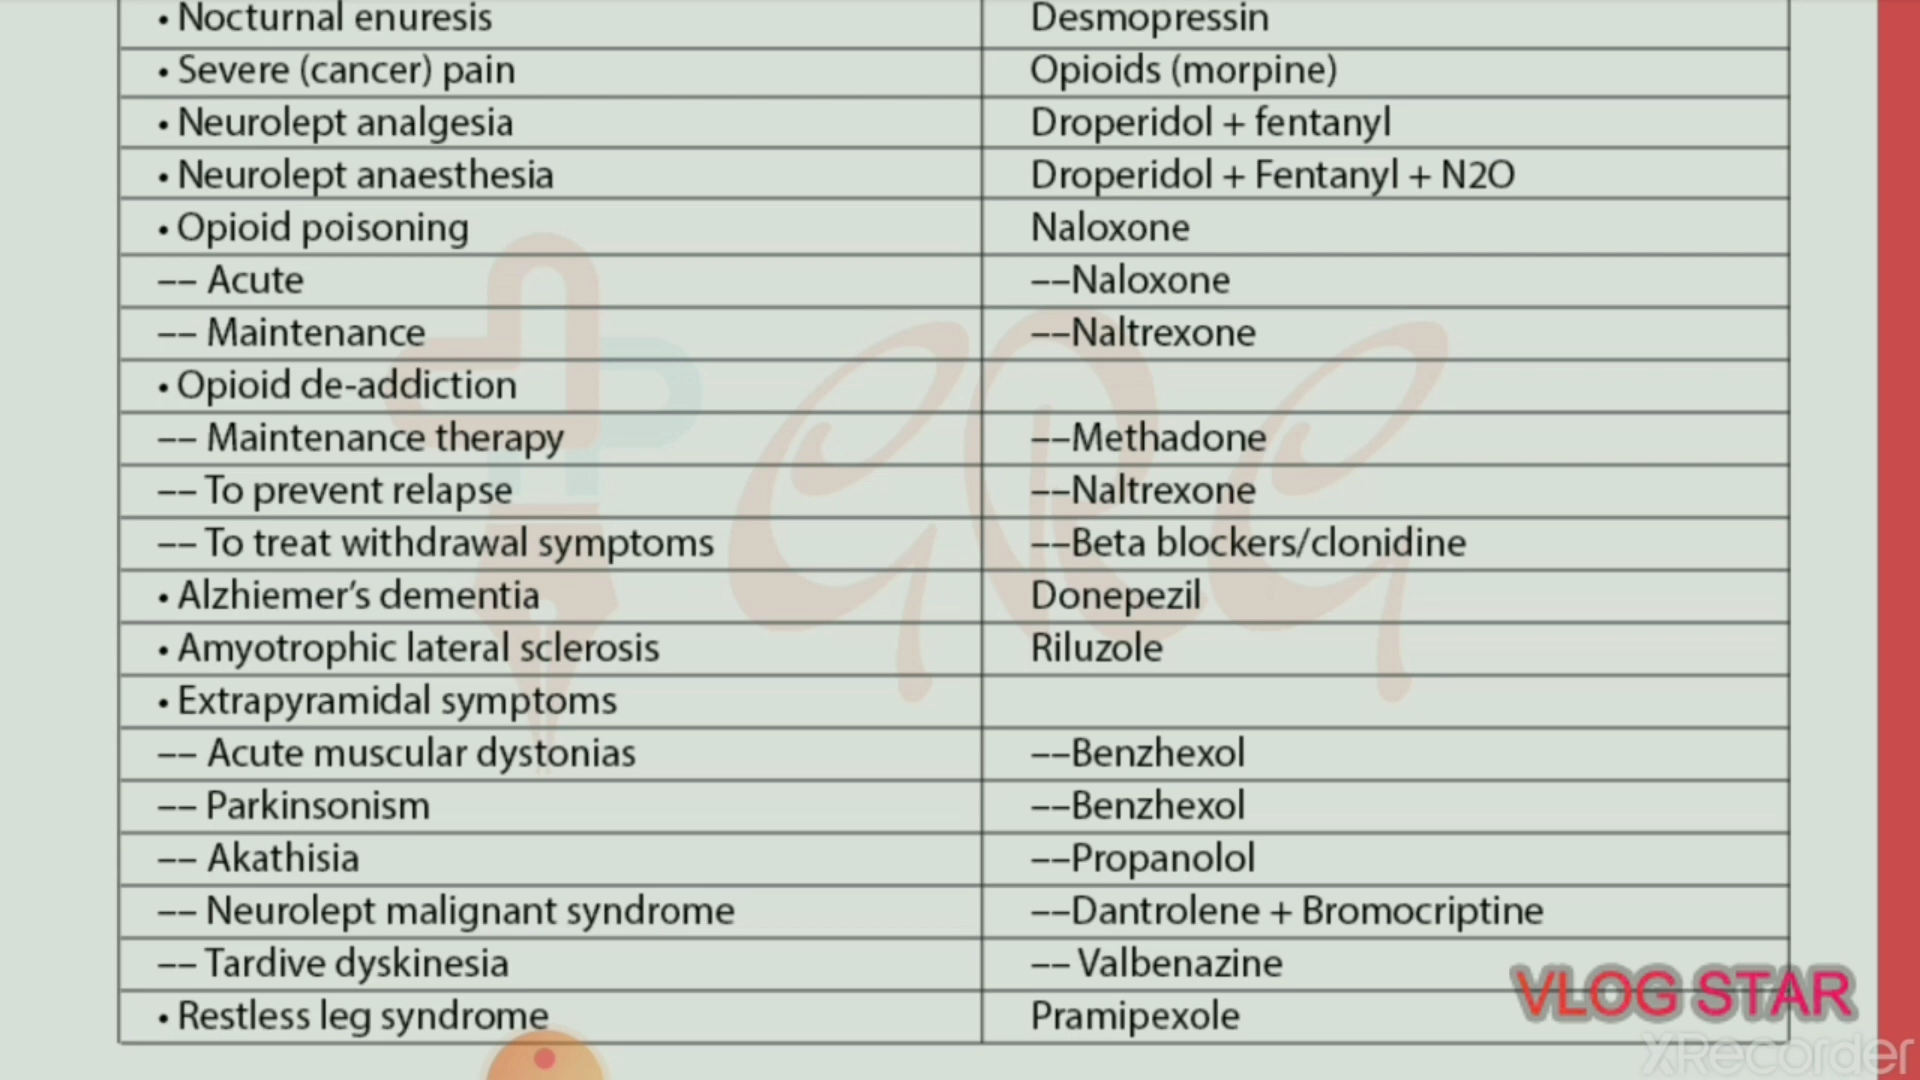 • Nocturnal enuresis Desmopressin
• Severe (cancer) pain Opioids (morpine)
• Neurolept analgesia Droperidol + fentanyl
• Neurolept anaesthesia Droperidol + Fentanyl + N2O
• Opioid poisoning Naloxone
–– Acute ––Naloxone
–– Maintenance ––Naltrexone
• Opioid de-addiction
–– Maintenance therapy ––Methadone
–– To prevent relapse ––Naltrexone
–– To treat withdrawal symptoms ––Beta blockers/clonidine
• Alzhiemer’s dementia Donepezil
• Amyotrophic lateral sclerosis Riluzole
• Extrapyramidal symptoms
–– Acute muscular dystonias ––Benzhexol
–– Parkinsonism ––Benzhexol
–– Akathisia ––Propanolol
–– Neurolept malignant syndrome ––Dantrolene + Bromocriptine
–– Tardive dyskinesia –– Valbenazine
• Restless leg syndrome Pramipexole
VLOG STAR
XRecorder